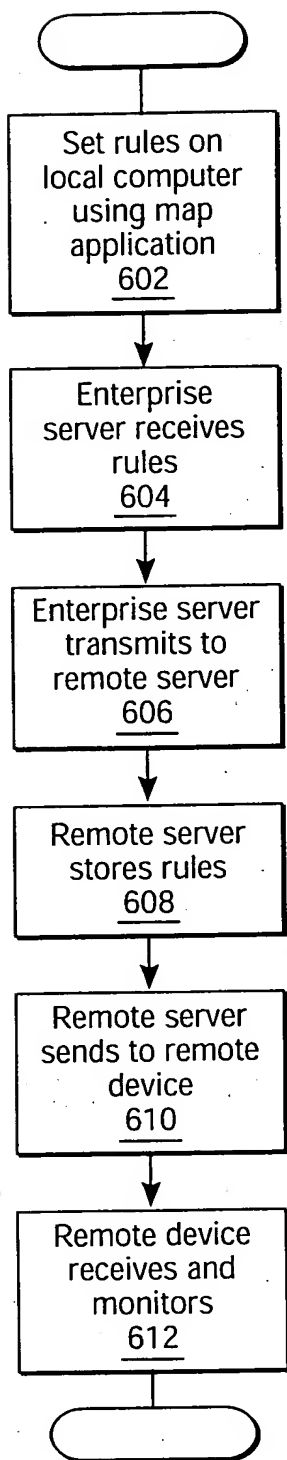 Set rules on
local computer
using map
application
602
Enterprise
server receives
rules
604
Enterprise server
transmits to
remote server
606
Remote server
stores rules
608
Remote server
sends to remote
device
610
Remote device
receives and
monitors
612